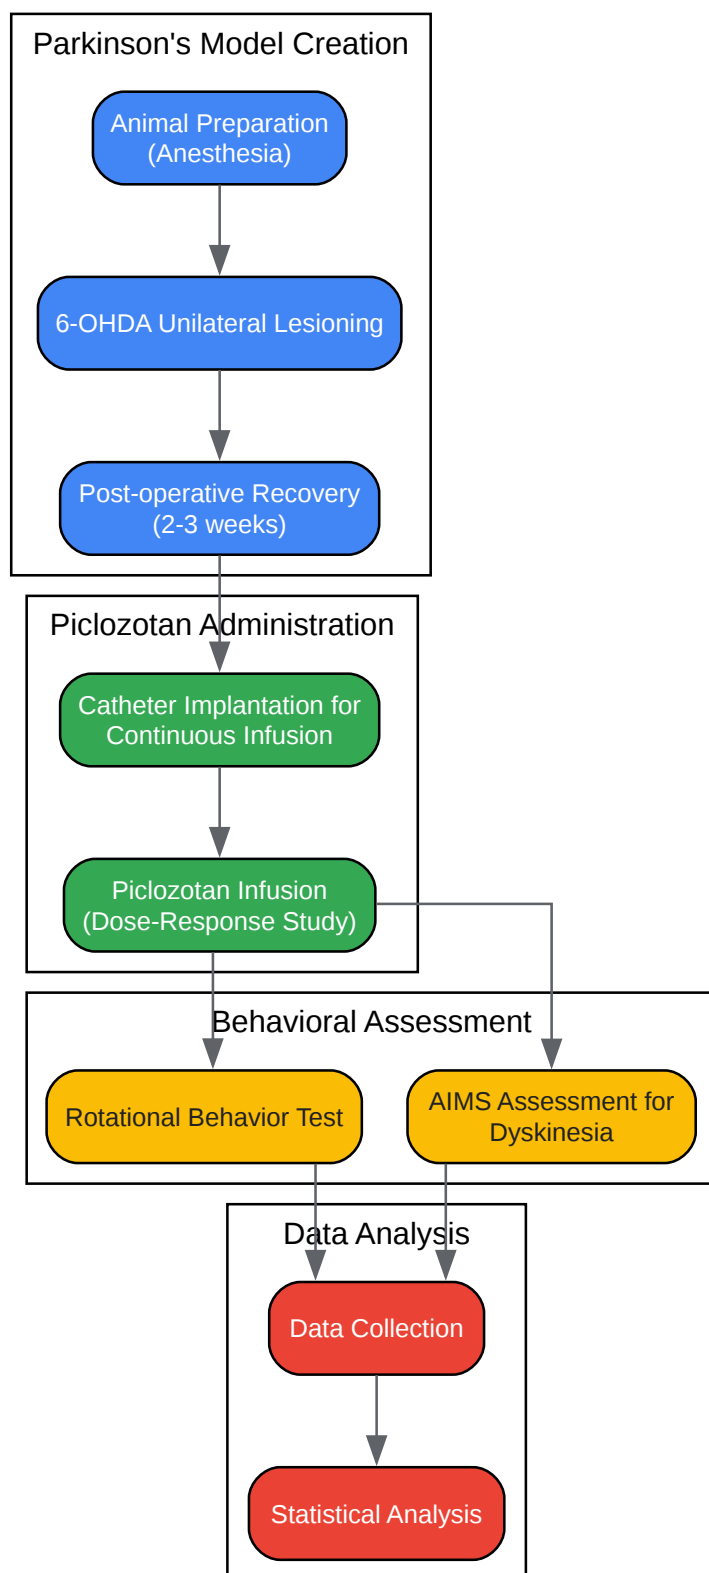 Parkinson's Model Creation
Animal Preparation
(Anesthesia)
6-OHDA Unilateral Lesioning
Post-operative Recovery
(2-3 weeks)
Piclozotan Administration
Catheter Implantation for
Continuous Infusion
Piclozotan Infusion
(Dose-Response Study)
Behavioral Assessment
Rotational Behavior Test
AIMS Assessment for
Dyskinesia
Data Analysis
Data Collection
Statistical Analysis